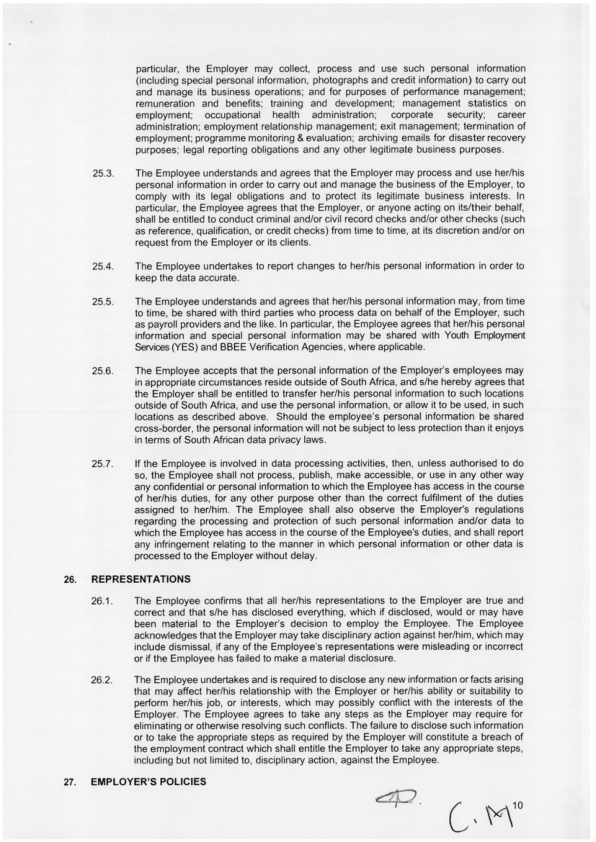 particular, the Employer may collect, process and use such personal information
(including special personal information, photographs and credit information) to carry out
and manage its business operations; and for purposes of performance management;
remuneration and benefits; training and development; management statistics on
employment; occupational health administration; corporate security; career
administration; employment relationship management; exit management; termination of
employment; programme monitoring & evaluation; archiving emails for disaster recovery
purposes; legal reporting obligations and any other legitimate business purposes.
25.3. The Employee understands and agrees that the Employer may process and use her/his
personal information in order to carry out and manage the business of the Employer, to
comply with its legal obligations and to protect its legitimate business interests. In
particular, the Employee agrees that the Employer, or anyone acting on its/their behalf,
shall be entitled to conduct criminal and/or civil record checks and/or other checks (such
as reference, qualification, or credit checks) from time to time, at its discretion and/or on
request from the Employer or its clients.
25.4. The Employee undertakes to report changes to her/his personal information in order to
keep the data accurate.
25.5. The Employee understands and agrees that her/his personal information may, from time
to time, be shared with third parties who process data on behalf of the Employer, such
as payroll providers and the like. In particular, the Employee agrees that her/his personal
information and special personal information may be shared with Youth Employment
Services (YES) and BBEE Verification Agencies, where applicable.
25.6. The Employee accepts that the personal information of the Employer's employees may
in appropriate circumstances reside outside of South Africa, and s/he hereby agrees that
the Employer shall be entitled to transfer her/his personal information to such locations
outside of South Africa, and use the personal information, or allow it to be used, in such
locations as described above. Should the employee's personal information be shared
cross-border, the personal information will not be subject to less protection than it enjoys
in terms of South African data privacy laws.
25.7. If the Employee is involved in data processing activities, then, unless authorised to do
so, the Employee shall not process, publish, make accessible, or use in any other way
any confidential or personal information to which the Employee has access in the course
of her/his duties, for any other purpose other than the correct fulfilment of the duties
assigned to her/him. The Employee shall also observe the Employer's regulations
regarding the processing and protection of such personal information and/or data to
which the Employee has access in the course of the Employee's duties, and shall report
any infringement relating to the manner in which personal information or other data is
processed to the Employer without delay.
26. REPRESENTATIONS
26.1. The Employee confirms that all her/his representations to the Employer are true and
correct and that s/he has disclosed everything, which if disclosed, would or may have
been material to the Employer's decision to employ the Employee. The Employee
acknowledges that the Employer may take disciplinary action against her/him, which may
include dismissal, if any of the Employee's representations were misleading or incorrect
or if the Employee has failed to make a material disclosure.
26.2. The Employee undertakes and is required to disclose any new information or facts arising
that may affect her/his relationship with the Employer or her/his ability or suitability to
perform her/his job, or interests, which may possibly conflict with the interests of the
Employer. The Employee agrees to take any steps as the Employer may require for
eliminating or otherwise resolving such conflicts. The failure to disclose such information
or to take the appropriate steps as required by the Employer will constitute a breach of
the employment contract which shall entitle the Employer to take any appropriate steps,
including but not limited to, disciplinary action, against the Employee.
27. EMPLOYER'S POLICIES
C.M 10